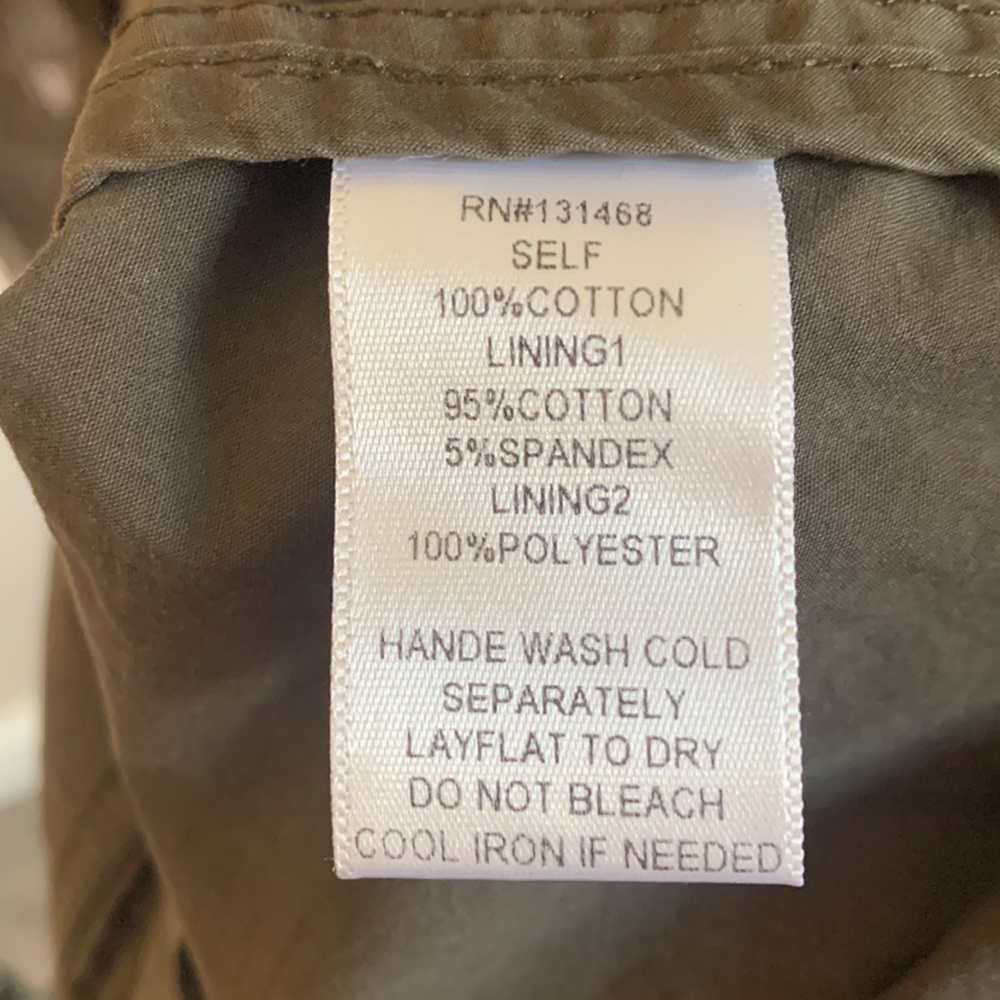 RN#131468
SELF
100%COTTON
LINING1
95%COTTON
5%SPANDEX
LINING2
100%POLYESTER
HANDE WASH COLD
SEPARATELY
LAYFLAT TO DRY
DO NOT BLEACH
COOL IRON IF NEEDED